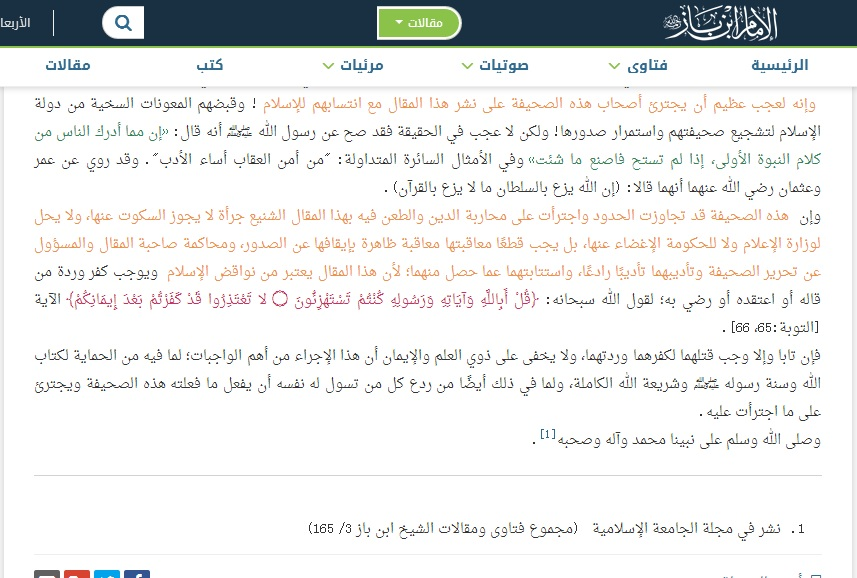 الإمام ابن باز
مقالات
الأربعا
الرئيسية فتاوى صوتيات مرئيات كتب مقالات
وإنه لعجب عظيم أن يجترئ أصحاب هذه الصحيفة على نشر هذا المقال مع انتسابهم للإسلام ! وقبضهم المعونات السخية من دولة
الإسلام لتشجيع صحيفتهم واستمرار صدورها! ولكن لا عجب في الحقيقة فقد صح عن رسول الله ﷺ أنه قال: «إن مما أدرك الناس من
كلام النبوة الأولى، إذا لم تستح فاصنع ما شئت» وفي الأمثال السائرة المتداولة: "من أمن العقاب أساء الأدب". وقد روي عن عمر
وعثمان رضي الله عنهما أنهما قالا: (إن الله يزع بالسلطان ما لا يزع بالقرآن) .
وإن هذه الصحيفة قد تجاوزت الحدود واجترأت على محاربة الدين والطعن فيه بهذا المقال الشنيع جرأة لا يجوز السكوت عنها، ولا يحل
لوزارة الإعلام ولا للحكومة الإغضاء عنها، بل يجب قطعًا معاقبتها معاقبة ظاهرة بإيقافها عن الصدور، ومحاكمة صاحبة المقال والمسؤول
عن تحرير الصحيفة وتأديبهما تأديبًا رادعًا، واستتابتهما عما حصل منهما؛ لأن هذا المقال يعتبر من نواقض الإسلام ويوجب كفر وردة من
قاله أو اعتقده أو رضي به؛ لقول الله سبحانه: ﴿قُلْ أَبِاللَّهِ وَآيَاتِهِ وَرَسُولِهِ كُنْتُمْ تَسْتَهْزِئُونَ ۝ لا تَعْتَذِرُوا قَدْ كَفَرْتُمْ بَعْدَ إِيمَانِكُمْ﴾ الآية
[التوبة:65، 66] .
فإن تابا وإلا وجب قتلهما لكفرهما وردتهما، ولا يخفى على ذوي العلم والإيمان أن هذا الإجراء من أهم الواجبات؛ لما فيه من الحماية لكتاب
الله وسنة رسوله ﷺ وشريعة الله الكاملة، ولما في ذلك أيضًا من ردع كل من تسول له نفسه أن يفعل ما فعلته هذه الصحيفة ويجترئ
على ما اجترأت عليه .
وصلى الله وسلم على نبينا محمد وآله وصحبه[1] .
1. نشر في مجلة الجامعة الإسلامية (مجموع فتاوى ومقالات الشيخ ابن باز 3/ 165)